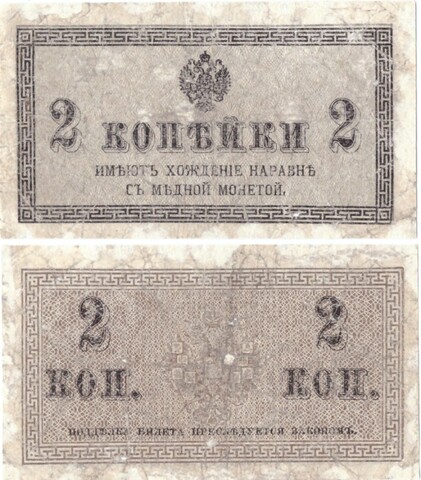 2 КОПѢЙКИ 2
ИМѢЮТЪ ХОЖДЕНІЕ НАРАВНѢ
СЪ МѢДНОЙ МОНЕТОЙ.
2 2
КОП. КОП.
ПОДДѢЛКА БИЛЕТА ПРЕСЛѢДУЕТСЯ ЗАКОНОМЪ.